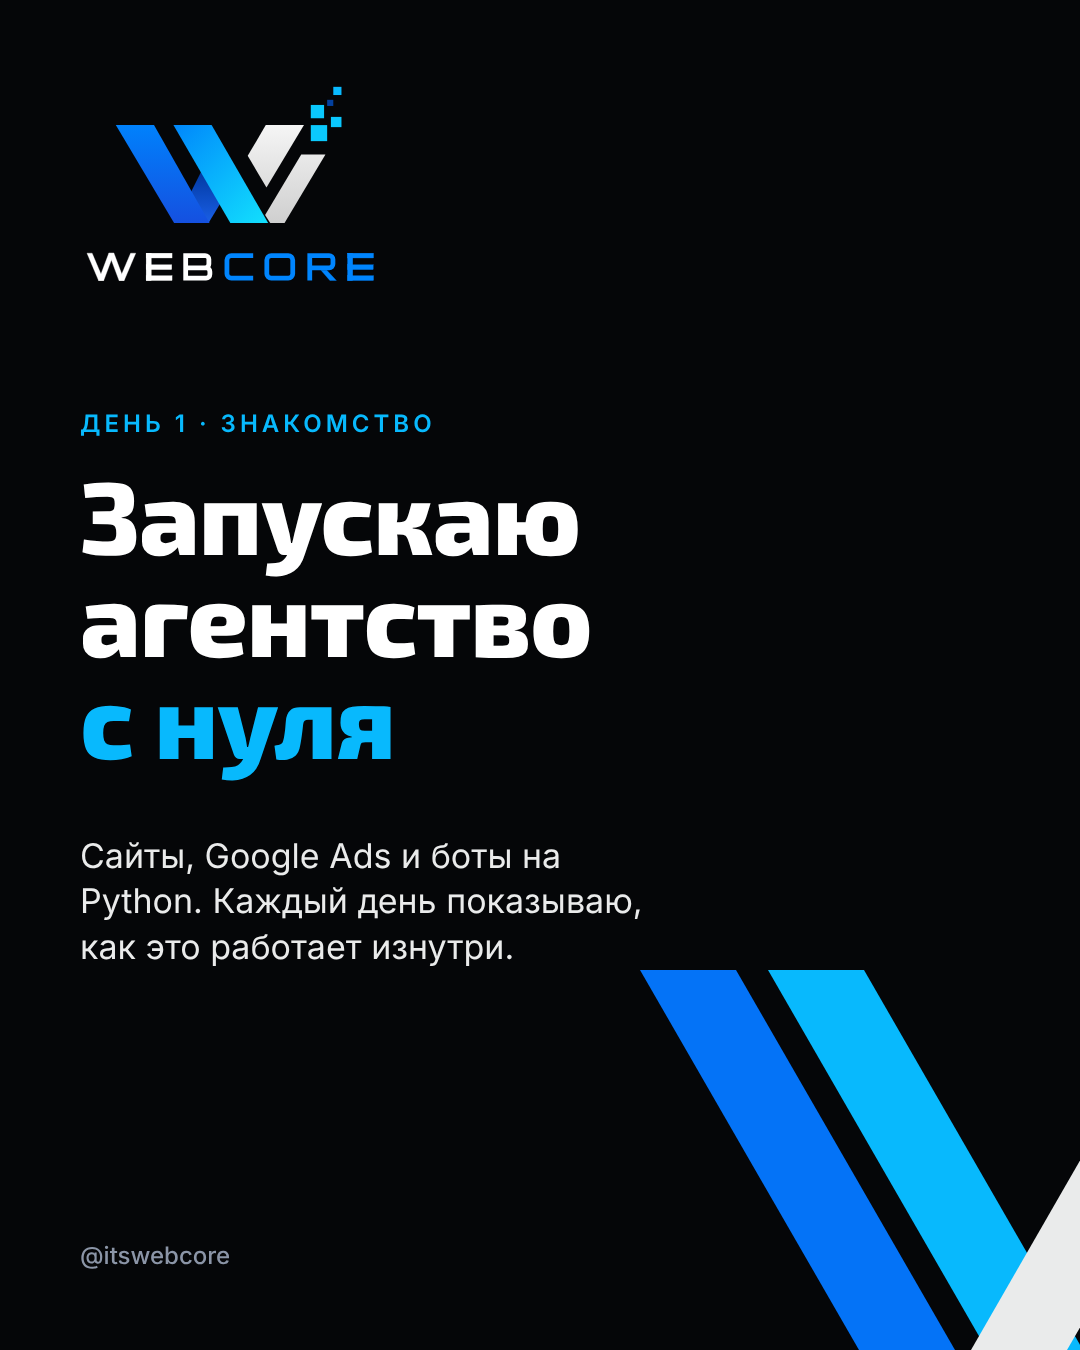 WEBCORE
ДЕНЬ 1 · ЗНАКОМСТВО
Запускаю
агентство
с нуля
Сайты, Google Ads и боты на
Python. Каждый день показываю,
как это работает изнутри.
@itswebcore